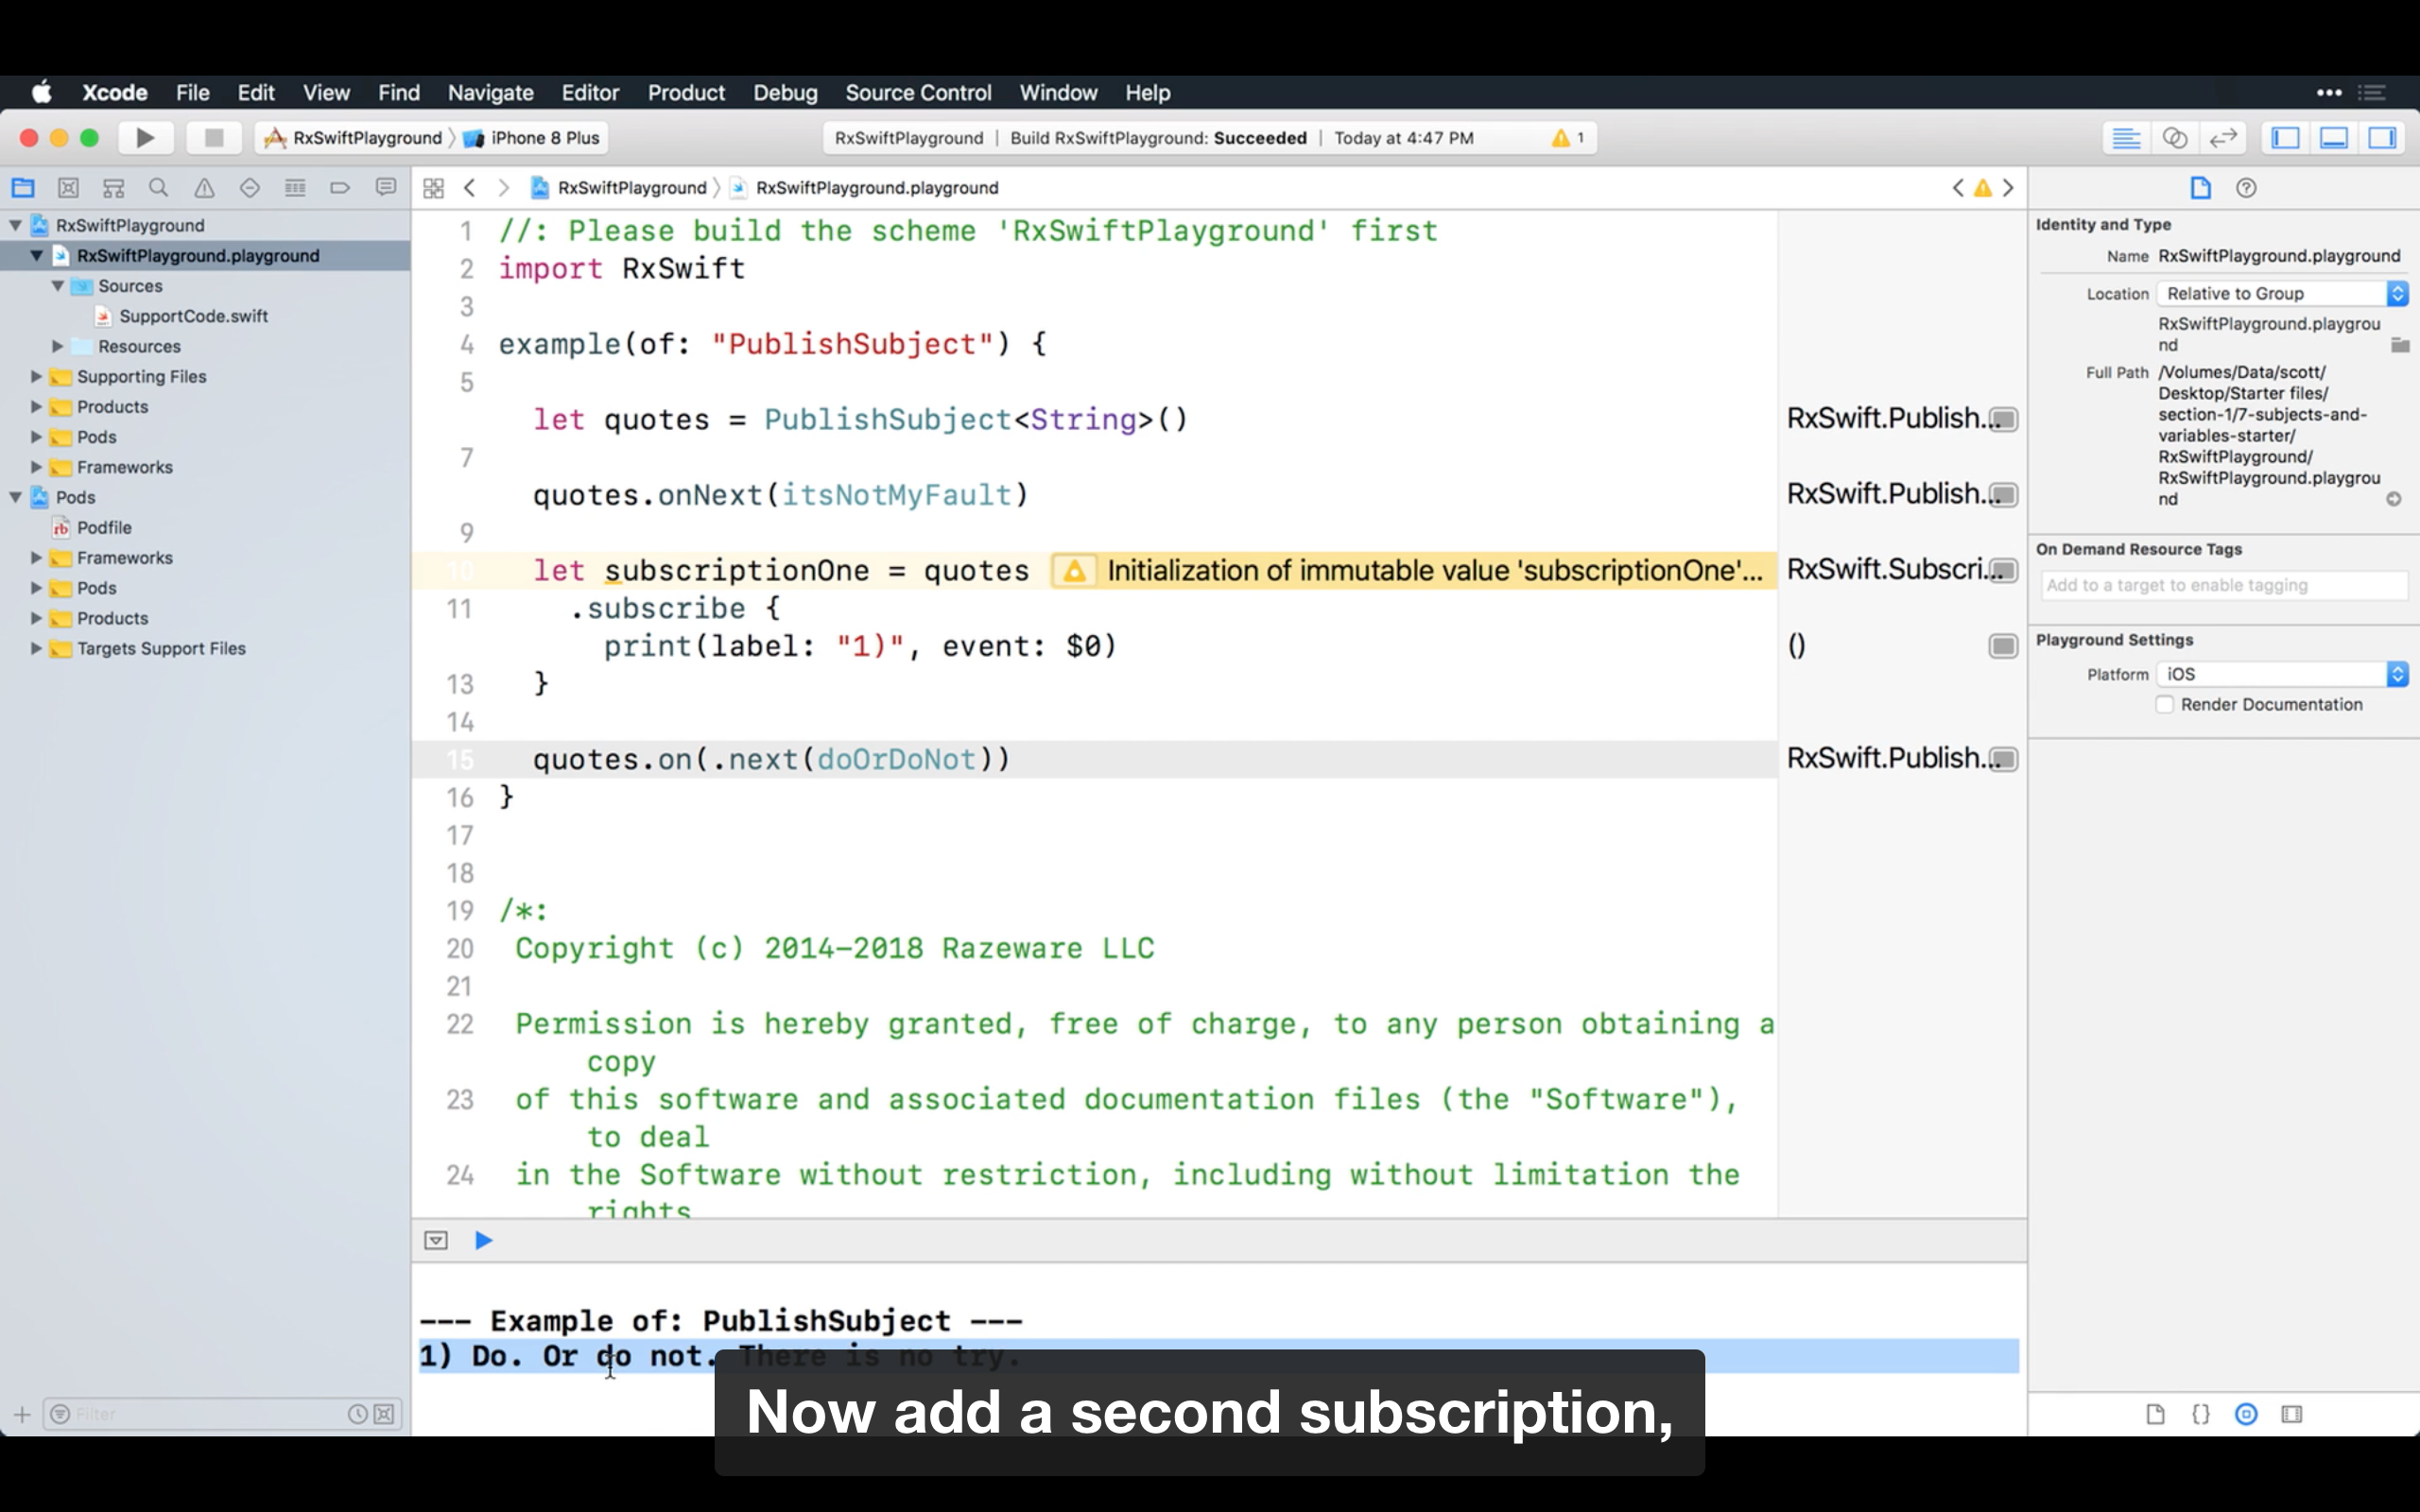 Xcode File Edit View Find Navigate Editor Product Debug Source Control Window Help
RxSwiftPlayground iPhone 8 Plus
RxSwiftPlayground | Build RxSwiftPlayground: Succeeded | Today at 4:47 PM 1
RxSwiftPlayground RxSwiftPlayground.playground
RxSwiftPlayground
RxSwiftPlayground.playground
Sources
SupportCode.swift
Resources
Supporting Files
Products
Pods
Frameworks
Pods
Podfile
Frameworks
Pods
Products
Targets Support Files
Filter
1 //: Please build the scheme 'RxSwiftPlayground' first
2 import RxSwift
3
4 example(of: "PublishSubject") {
5
let quotes = PublishSubject<String>()
7
quotes.onNext(itsNotMyFault)
9
10 let subscriptionOne = quotes Initialization of immutable value 'subscriptionOne'...
11 .subscribe {
print(label: "1)", event: $0)
13 }
14
15 quotes.on(.next(doOrDoNot))
16 }
17
18
19 /*:
20 Copyright (c) 2014-2018 Razeware LLC
21
22 Permission is hereby granted, free of charge, to any person obtaining a
copy
23 of this software and associated documentation files (the "Software"),
to deal
24 in the Software without restriction, including without limitation the
rights
RxSwift.Publish...
RxSwift.Publish...
RxSwift.Subscri...
()
RxSwift.Publish...
--- Example of: PublishSubject ---
1) Do. Or do not. There is no try.
Now add a second subscription,
Identity and Type
Name RxSwiftPlayground.playground
Location Relative to Group
RxSwiftPlayground.playgrou
nd
Full Path /Volumes/Data/scott/
Desktop/Starter files/
section-1/7-subjects-and-
variables-starter/
RxSwiftPlayground/
RxSwiftPlayground.playgrou
nd
On Demand Resource Tags
Add to a target to enable tagging
Playground Settings
Platform iOS
Render Documentation